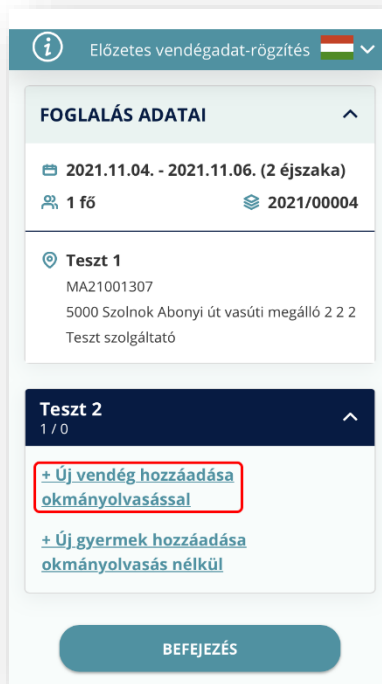 Előzetes vendégadat-rögzítés
FOGLALÁS ADATAI
2021.11.04. - 2021.11.06. (2 éjszaka)
1 fő
2021/00004
Teszt 1
MA21001307
5000 Szolnok Abonyi út vasúti megálló 2 2 2
Teszt szolgáltató
Teszt 2
1 / 0
+ Új vendég hozzáadása
okmányolvasással
+ Új gyermek hozzáadása
okmányolvasás nélkül
BEFEJEZÉS